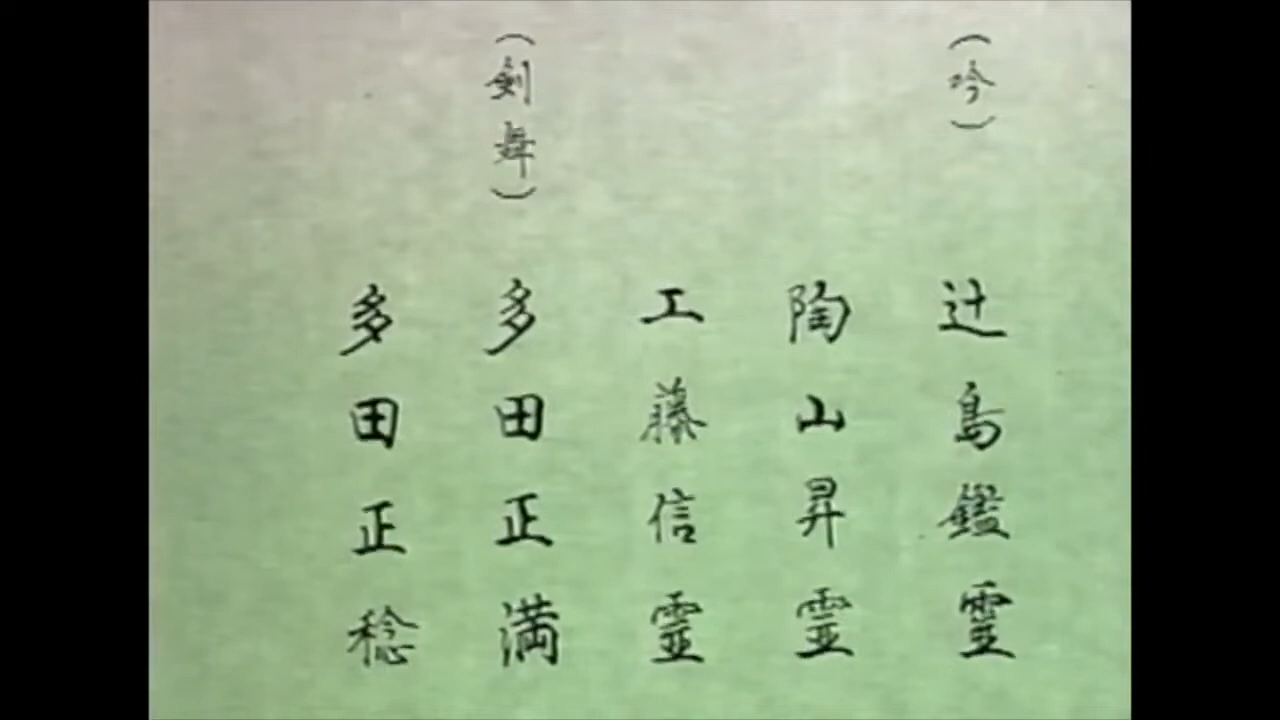 (吟)
辻島鑑霊
陶山昇霊
工藤信霊
(剣舞)
多田正満
多田正稔